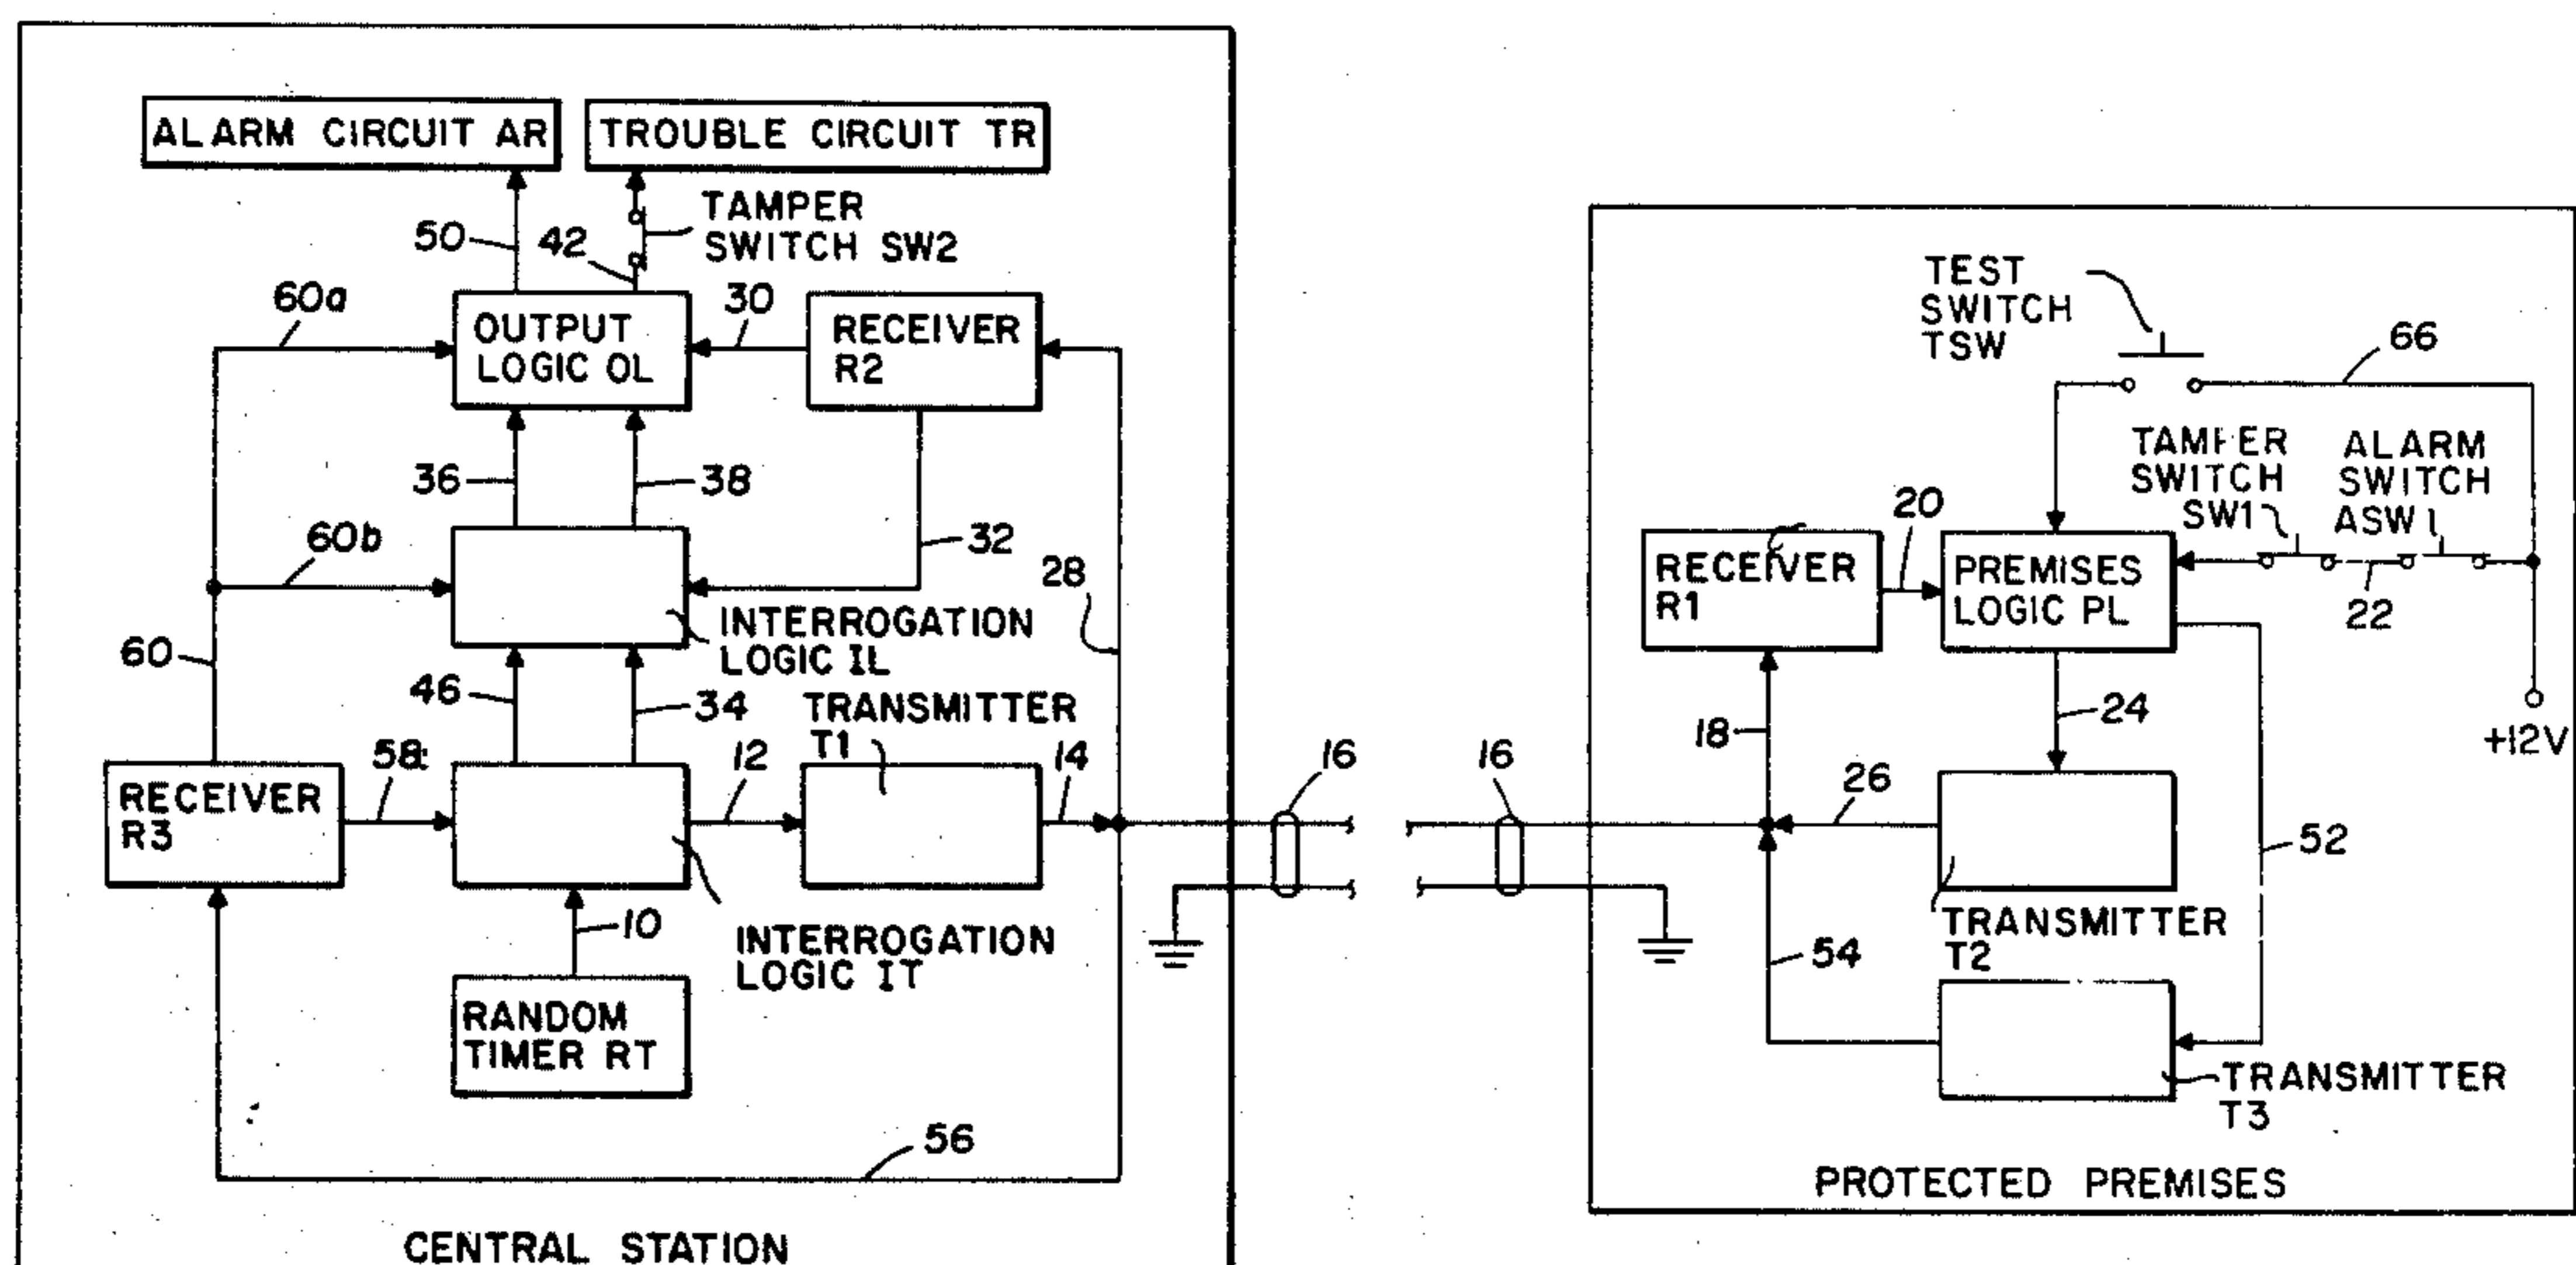 ALARM CIRCUIT AR
TROUBLE CIRCUIT TR
TAMPER
SWITCH SW2
50
42
60a
OUTPUT
LOGIC OL
30
RECEIVER
R2
36
38
60b
32
28
INTERROGATION
LOGIC IL
60
46
34
TRANSMITTER
T1
RECEIVER
R3
58
12
14
16
10
INTERROGATION
LOGIC IT
RANDOM
TIMER RT
56
CENTRAL STATION
16
TEST
SWITCH
TSW
66
TAMPER
SWITCH
SW1
ALARM
SWITCH
ASW1
RECEIVER
R1
20
PREMISES
LOGIC PL
22
18
24
+12V
26
52
TRANSMITTER
T2
54
TRANSMITTER
T3
PROTECTED PREMISES